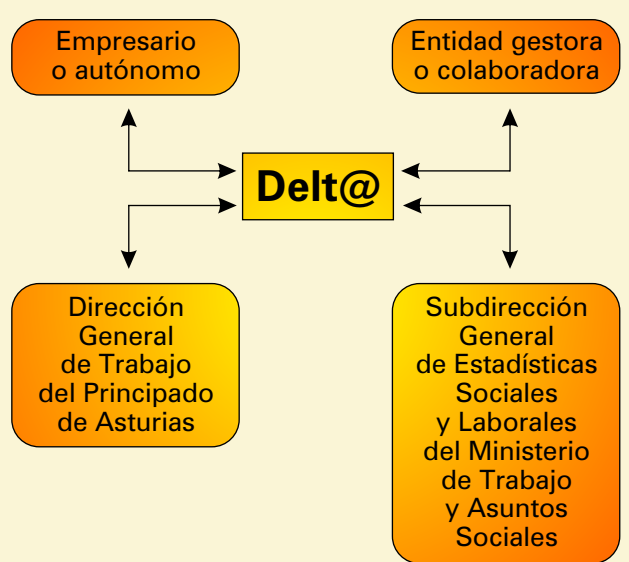 Empresario
o autónomo
Entidad gestora
o colaboradora
Delt@
Dirección
General
de Trabajo
del Principado
de Asturias
Subdirección
General
de Estadísticas
Sociales
y Laborales
del Ministerio
de Trabajo
y Asuntos
Sociales